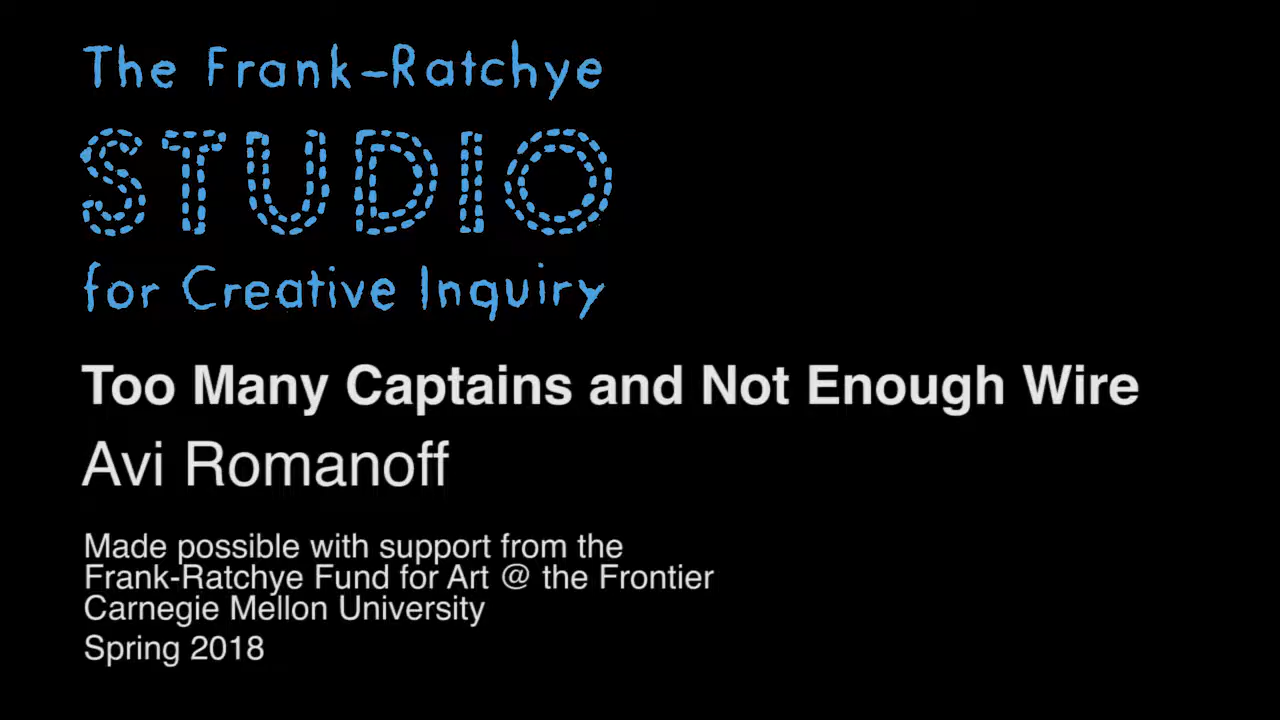 The Frank-Ratchye
STUDIO
for Creative Inquiry
Too Many Captains and Not Enough Wire
Avi Romanoff
Made possible with support from the
Frank-Ratchye Fund for Art @ the Frontier
Carnegie Mellon University
Spring 2018